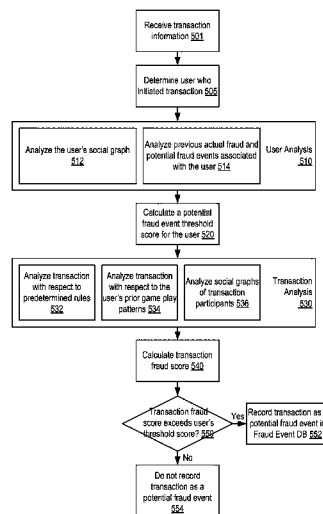 Receive transaction
information 501
Determine user who
initiated transaction
505
Analyze the user's social graph
512
Analyze previous actual fraud and
potential fraud events associated
with the user 514
User Analysis
510
Calculate a potential
fraud event threshold
score for the user 520
Analyze transaction
with respect to
predetermined rules
532
Analyze transaction
with respect to the
user's prior game play
patterns 534
Analyze social graphs
of transaction
participants 536
Transaction
Analysis 530
Calculate transaction
fraud score 540
Transaction fraud
score exceeds user's
threshold score? 550
Yes
Record transaction as
potential fraud event in
Fraud Event DB 552
No
Do not record
transaction as a
potential fraud event
554